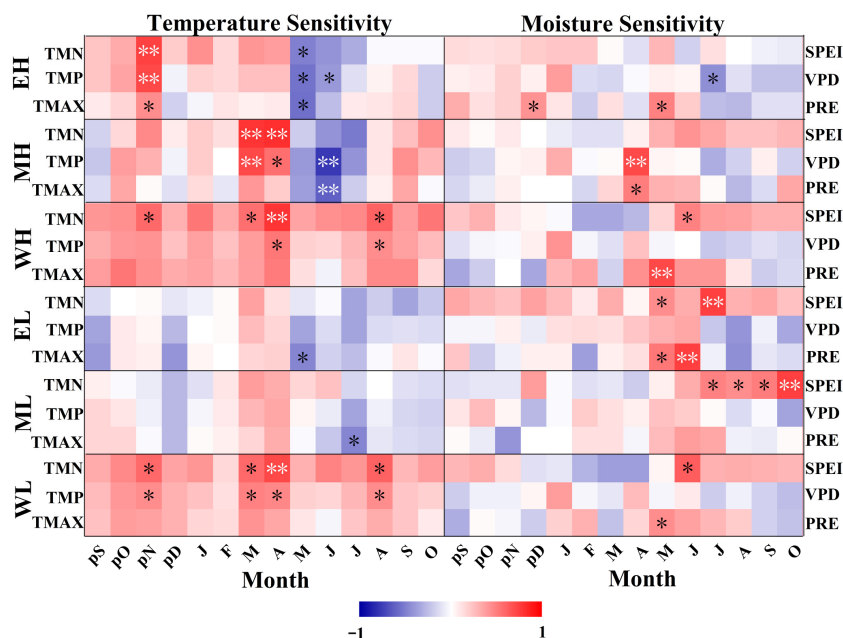 Temperature Sensitivity Moisture Sensitivity
TMN ** * SPEI
EH TMP ** * * * VPD
TMAX * * * * PRE
TMN ** ** SPEI
MH TMP ** * ** ** VPD
TMAX ** * PRE
TMN * * ** * * SPEI
WH TMP * * VPD
TMAX ** PRE
TMN * ** SPEI
EL TMP VPD
TMAX * * ** PRE
TMN * * * ** SPEI
ML TMP VPD
TMAX * PRE
TMN * * ** * * SPEI
WL TMP * * * * VPD
TMAX * PRE
pS pO pN pD J F M A M J J A S O pS pO pN pD J F M A M J J A S O
Month Month
-1 1